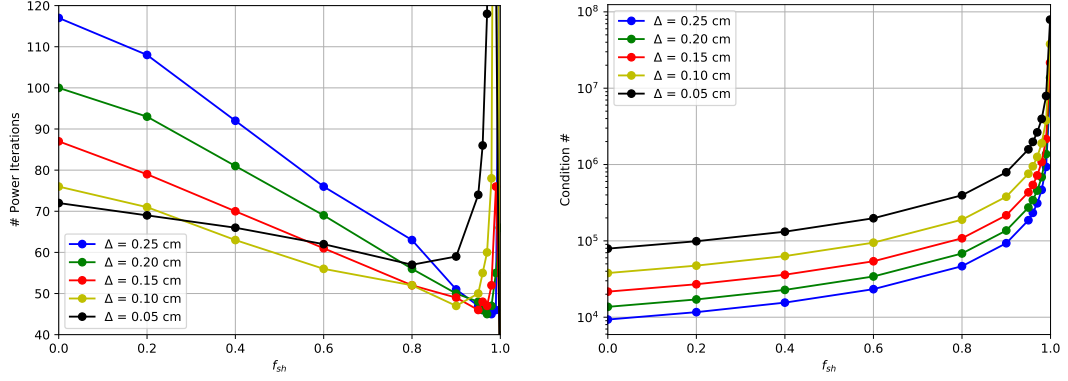 120
110
100
90
80
70
60
50
40
# Power Iterations
Δ = 0.25 cm
Δ = 0.20 cm
Δ = 0.15 cm
Δ = 0.10 cm
Δ = 0.05 cm
0.0 0.2 0.4 0.6 0.8 1.0
f_sh
10^8
10^7
10^6
10^5
10^4
Condition #
Δ = 0.25 cm
Δ = 0.20 cm
Δ = 0.15 cm
Δ = 0.10 cm
Δ = 0.05 cm
0.0 0.2 0.4 0.6 0.8 1.0
f_sh